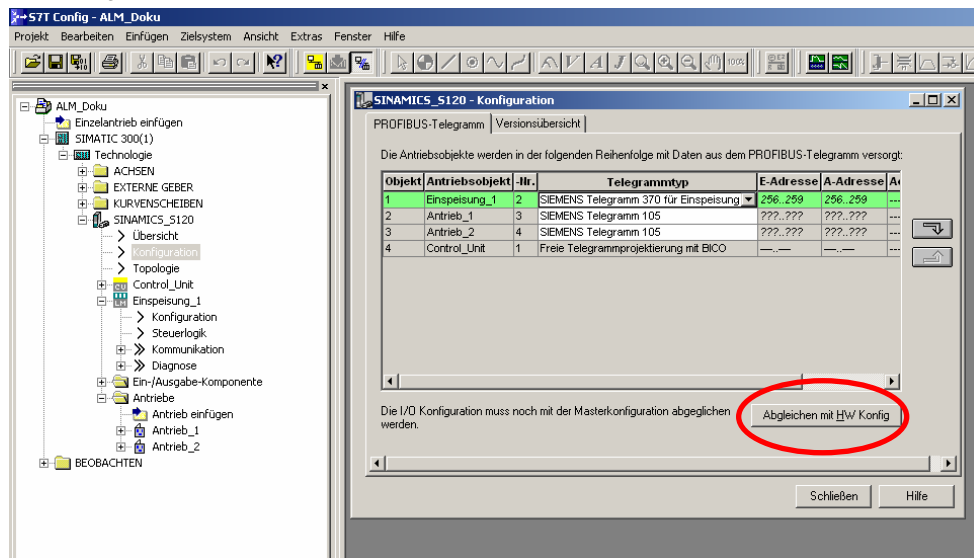 S7T Config - ALM_Doku
Projekt Bearbeiten Einfügen Zielsystem Ansicht Extras Fenster Hilfe
ALM_Doku
Einzelantrieb einfügen
SIMATIC 300(1)
Technologie
ACHSEN
EXTERNE GEBER
KURVENSCHEIBEN
SINAMICS_S120
Übersicht
Konfiguration
Topologie
Control_Unit
Einspeisung_1
Konfiguration
Steuerlogik
Kommunikation
Diagnose
Ein-/Ausgabe-Komponente
Antriebe
Antrieb einfügen
Antrieb_1
Antrieb_2
BEOBACHTEN
SINAMICS_S120 - Konfiguration
PROFIBUS-Telegramm Versionsübersicht
Die Antriebsobjekte werden in der folgenden Reihenfolge mit Daten aus dem PROFIBUS-Telegramm versorgt:
Objekt Antriebsobjekt -Nr. Telegrammtyp E-Adresse A-Adresse
1 Einspeisung_1 2 SIEMENS Telegramm 370 für Einspeisung 256..259 256..259 ---
2 Antrieb_1 3 SIEMENS Telegramm 105 ???..??? ???..??? ---
3 Antrieb_2 4 SIEMENS Telegramm 105 ???..??? ???..??? ---
4 Control_Unit 1 Freie Telegrammprojektierung mit BICO —..— —..— ---
Die I/O Konfiguration muss noch mit der Masterkonfiguration abgeglichen
werden.
Abgleichen mit HW Konfig
Schließen Hilfe